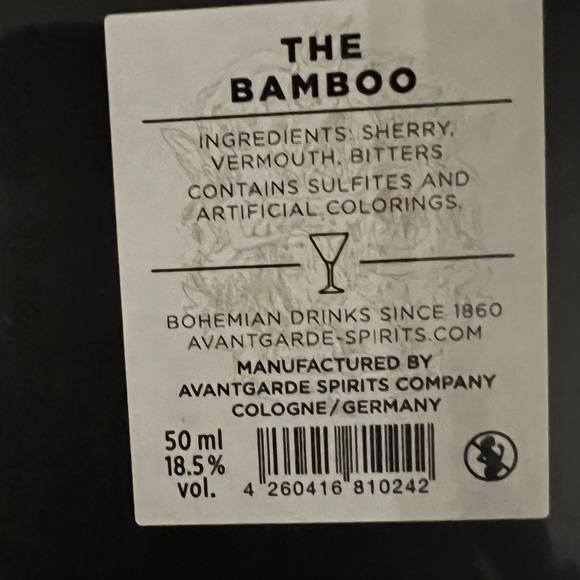 THE
BAMBOO
INGREDIENTS: SHERRY,
VERMOUTH, BITTERS
CONTAINS SULFITES AND
ARTIFICIAL COLORINGS.
BOHEMIAN DRINKS SINCE 1860
AVANTGARDE-SPIRITS.COM
MANUFACTURED BY
AVANTGARDE SPIRITS COMPANY
COLOGNE/GERMANY
50 ml
18.5%
vol.
4 260416 810242